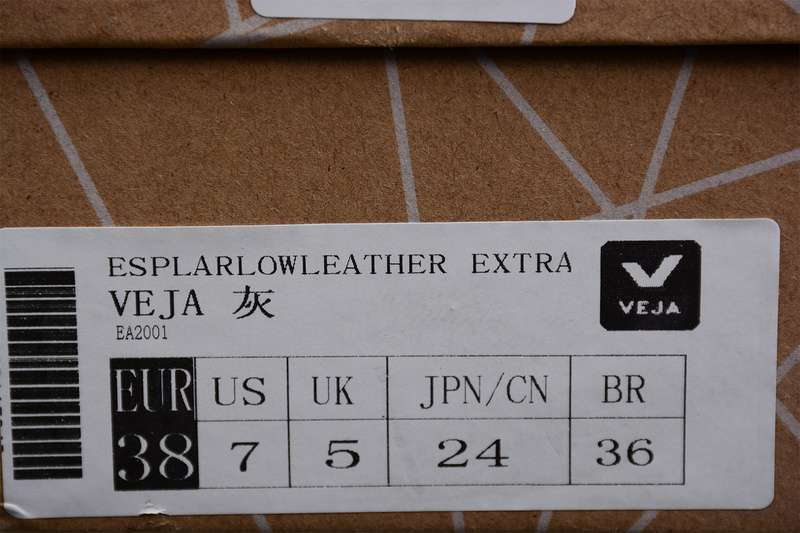 ESPLARLOWLEATHER EXTRA
VEJA 灰
EA2001
VEJA
EUR US UK JPN/CN BR
38 7 5 24 36